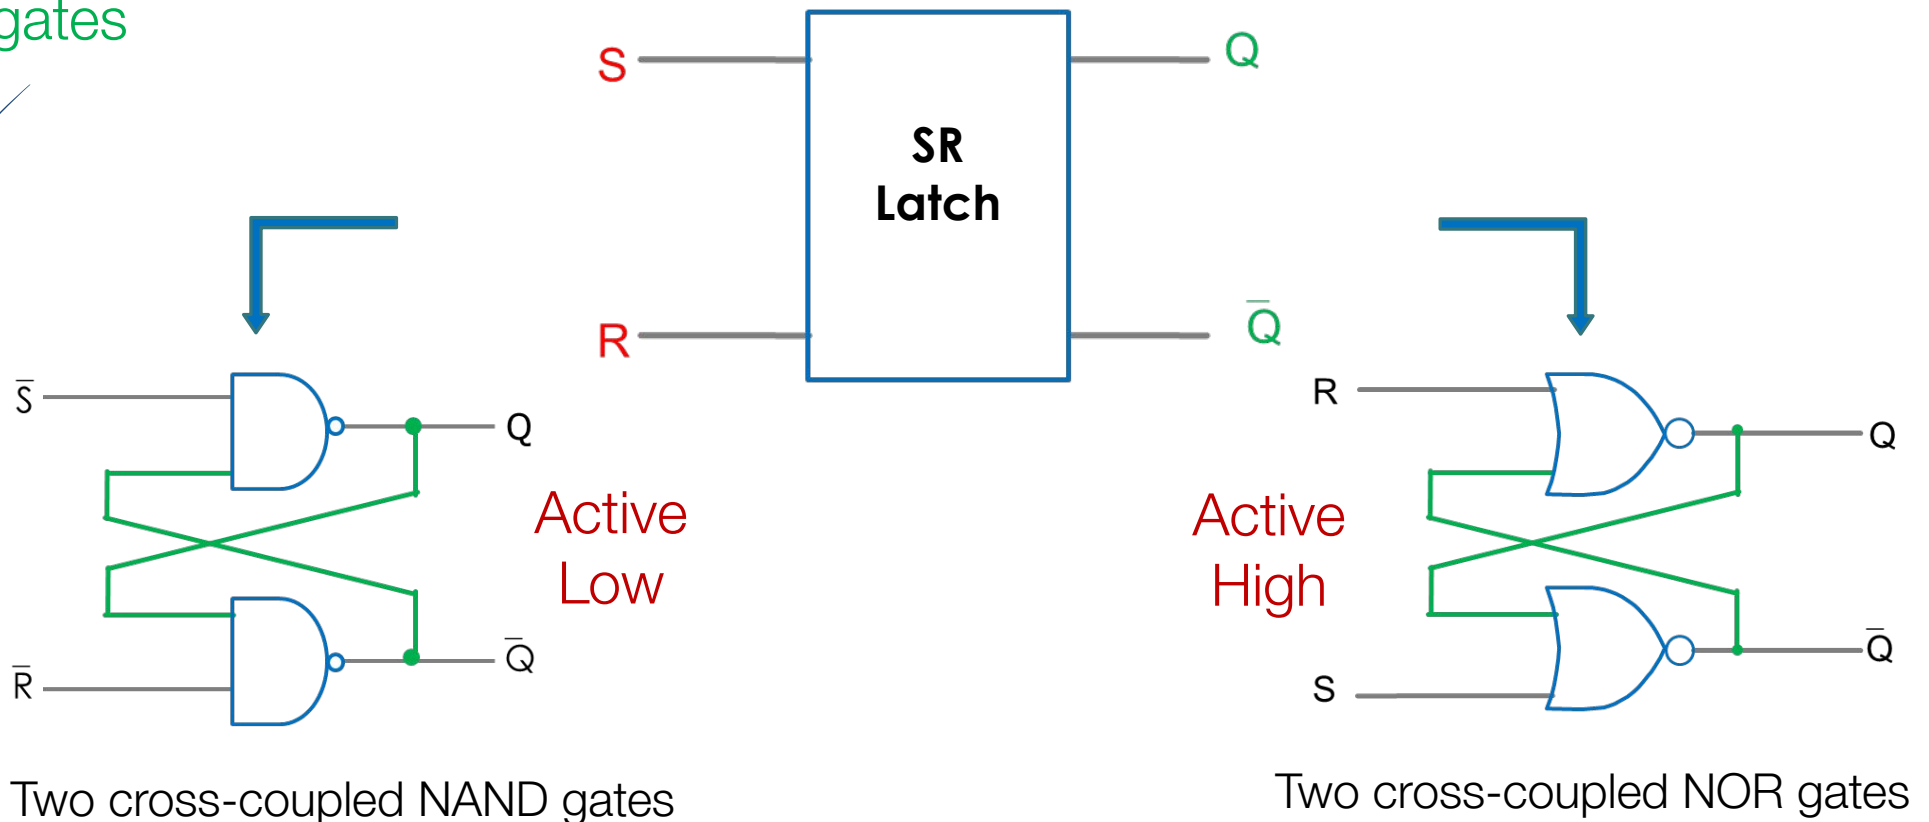 gates
S
Q
SR
Latch
R
Q̅
S̅
Q
Active
Low
R̅
Q̅
Two cross-coupled NAND gates
R
Q
Active
High
S
Q̅
Two cross-coupled NOR gates